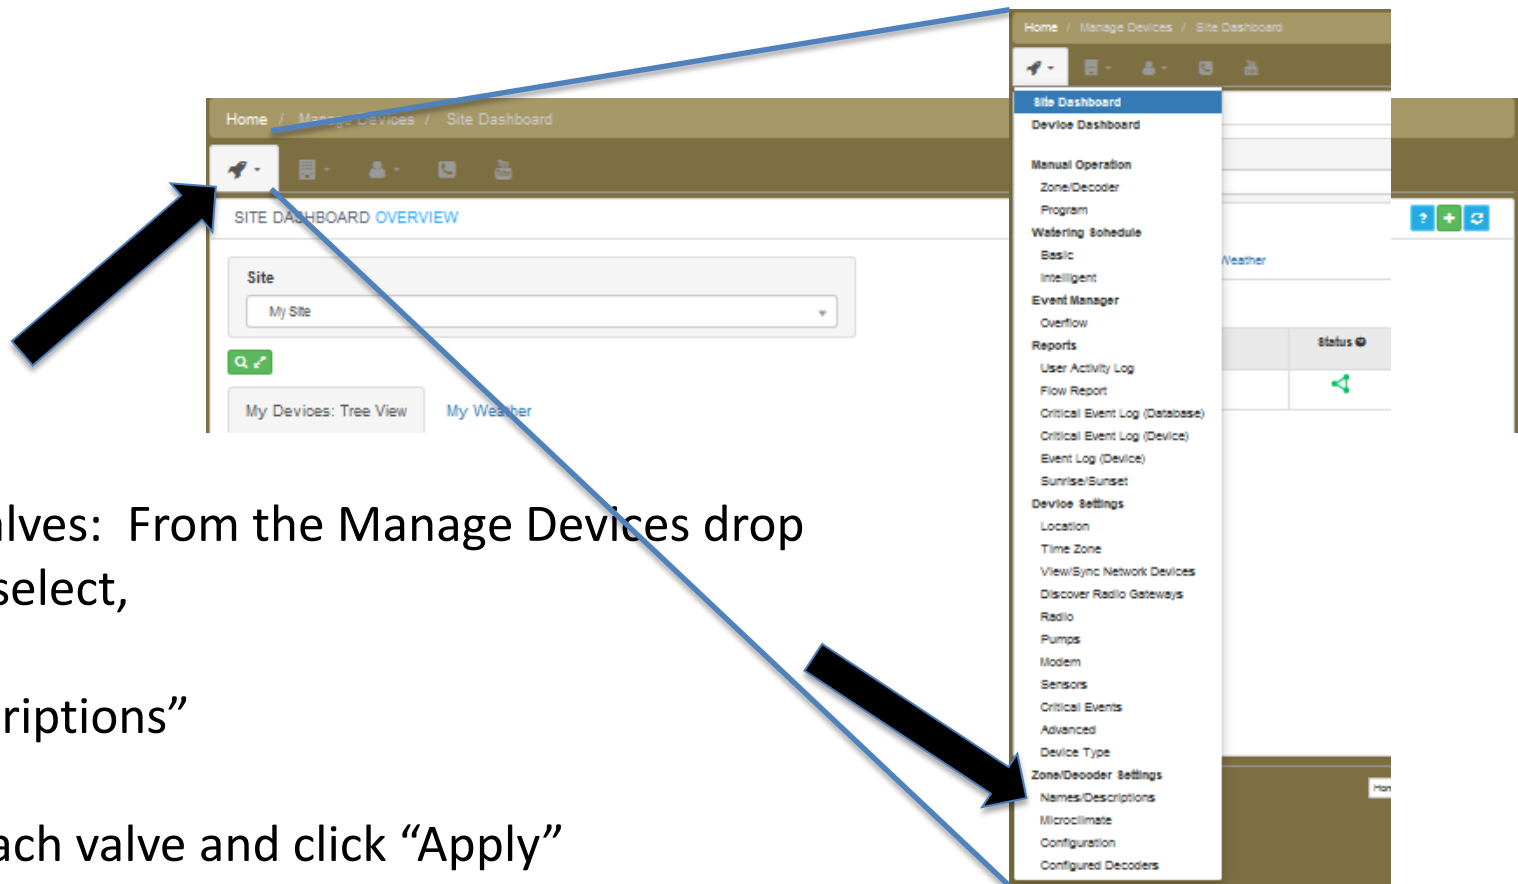 Home / Manage Devices / Site Dashboard
SITE DASHBOARD OVERVIEW
Site
My Site
My Devices: Tree View My Weather
alves: From the Manage Devices drop
select,
riptions”
ach valve and click “Apply”
Home / Manage Devices / Site Dashboard
Site Dashboard
Device Dashboard
Manual Operation
Zone/Decoder
Program
Watering Schedule
Basic
Intelligent
Event Manager
Overflow
Reports
User Activity Log
Flow Report
Critical Event Log (Database)
Critical Event Log (Device)
Event Log (Device)
Sunrise/Sunset
Device Settings
Location
Time Zone
View/Sync Network Devices
Discover Radio Gateways
Radio
Pumps
Modem
Sensors
Critical Events
Advanced
Device Type
Zone/Decoder Settings
Names/Descriptions
Microclimate
Configuration
Configured Decoders
Weather
Status
? +